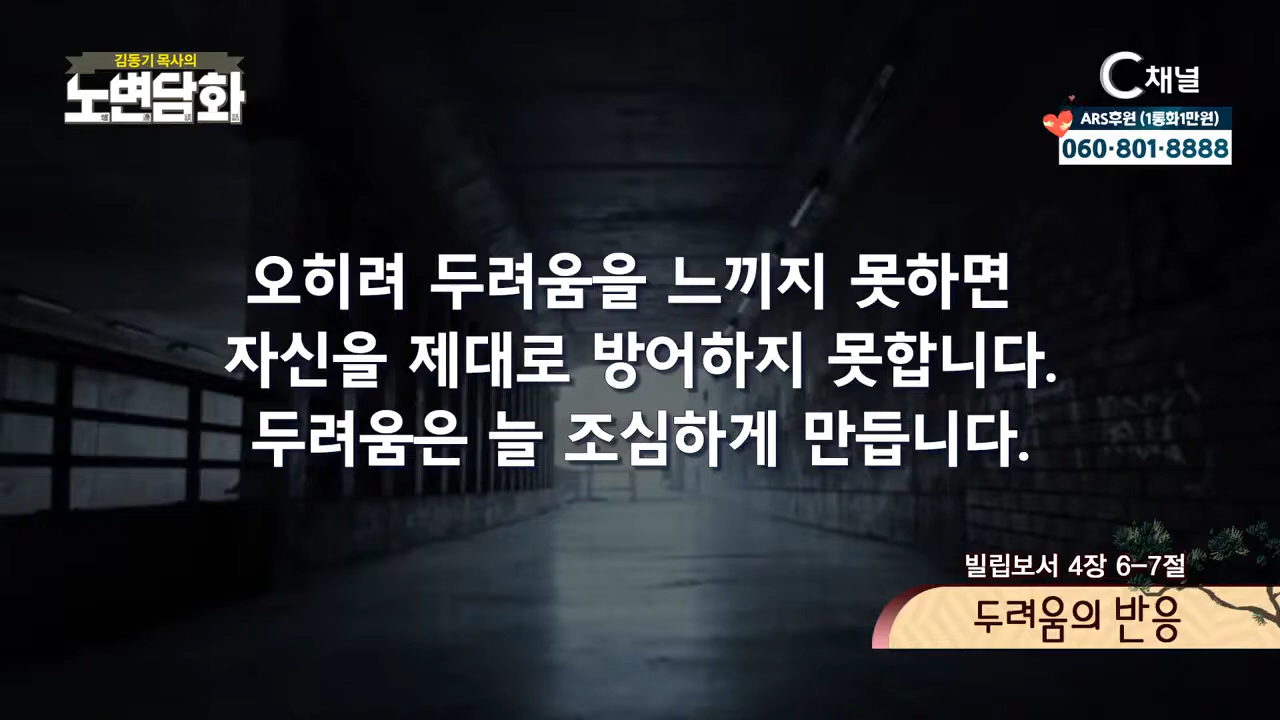 김동기 목사의
노변담화
C채널
ARS후원 (1통화1만원)
060·801·8888
오히려 두려움을 느끼지 못하면
자신을 제대로 방어하지 못합니다.
두려움은 늘 조심하게 만듭니다.
빌립보서 4장 6-7절
두려움의 반응